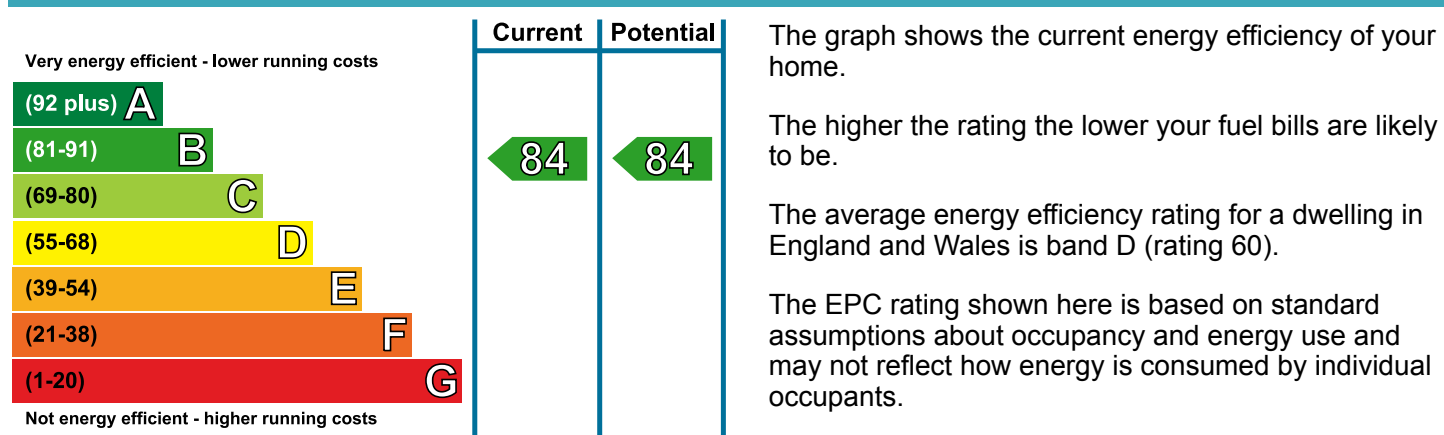 Current Potential
Very energy efficient - lower running costs
(92 plus) A
(81-91) B
84 84
(69-80) C
(55-68) D
(39-54) E
(21-38) F
(1-20) G
Not energy efficient - higher running costs
The graph shows the current energy efficiency of your
home.
The higher the rating the lower your fuel bills are likely
to be.
The average energy efficiency rating for a dwelling in
England and Wales is band D (rating 60).
The EPC rating shown here is based on standard
assumptions about occupancy and energy use and
may not reflect how energy is consumed by individual
occupants.